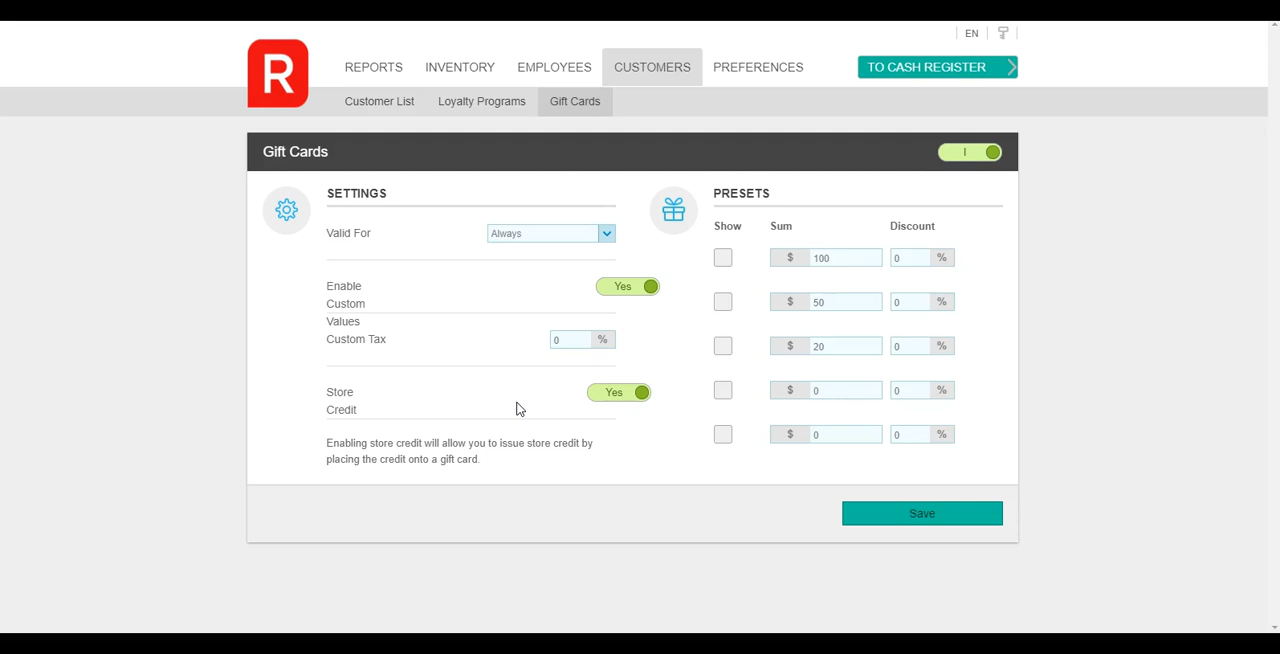 EN
R
REPORTS INVENTORY EMPLOYEES CUSTOMERS PREFERENCES TO CASH REGISTER
Customer List Loyalty Programs Gift Cards
Gift Cards I
SETTINGS
Valid For Always
Enable Custom Values Yes
Custom Tax 0 %
Store Credit Yes
Enabling store credit will allow you to issue store credit by
placing the credit onto a gift card.
PRESETS
Show Sum Discount
$ 100 0 %
$ 50 0 %
$ 20 0 %
$ 0 0 %
$ 0 0 %
Save